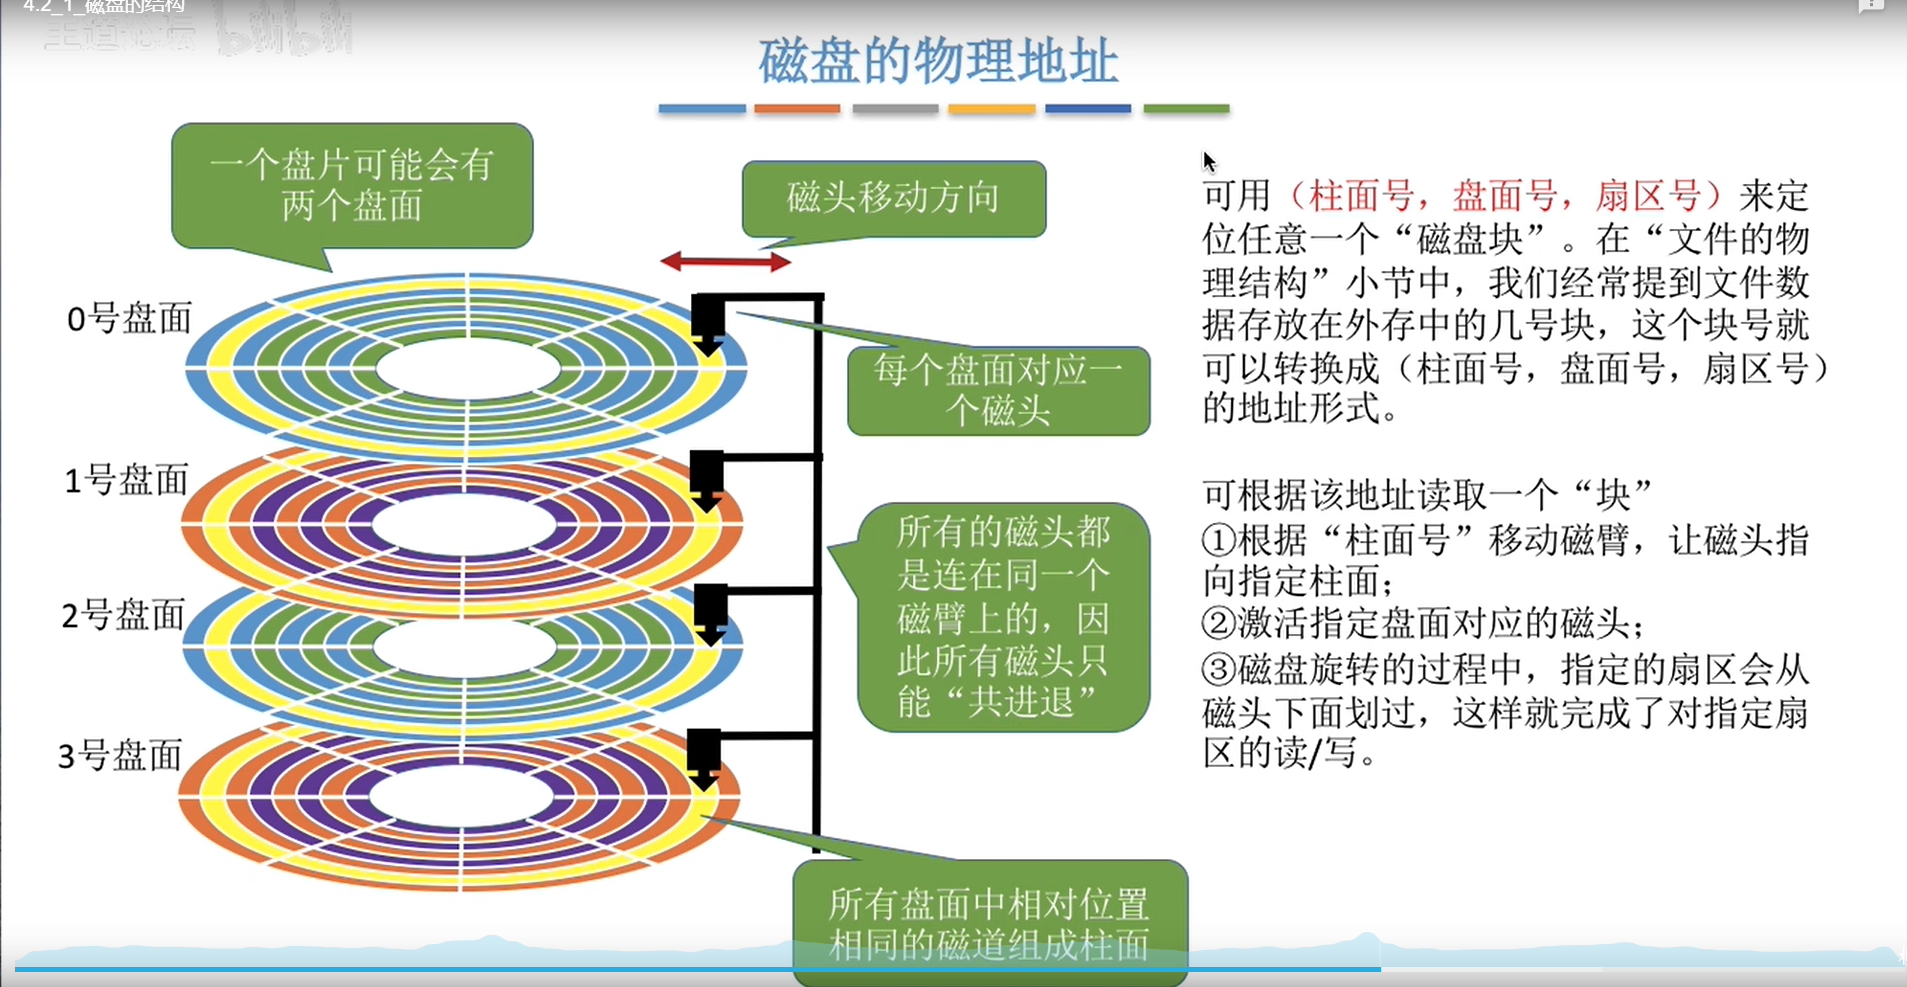 4.2_1_磁盘的结构
王道论坛 bilibili
磁盘的物理地址
一个盘片可能会有
两个盘面
磁头移动方向
0号盘面
每个盘面对应一
个磁头
1号盘面
所有的磁头都
是连在同一个
磁臂上的，因
此所有磁头只
能“共进退”
2号盘面
3号盘面
所有盘面中相对位置
相同的磁道组成柱面
可用（柱面号，盘面号，扇区号）来定
位任意一个“磁盘块”。在“文件的物
理结构”小节中，我们经常提到文件数
据存放在外存中的几号块，这个块号就
可以转换成（柱面号，盘面号，扇区号）
的地址形式。
可根据该地址读取一个“块”
①根据“柱面号”移动磁臂，让磁头指
向指定柱面；
②激活指定盘面对应的磁头；
③磁盘旋转的过程中，指定的扇区会从
磁头下面划过，这样就完成了对指定扇
区的读/写。